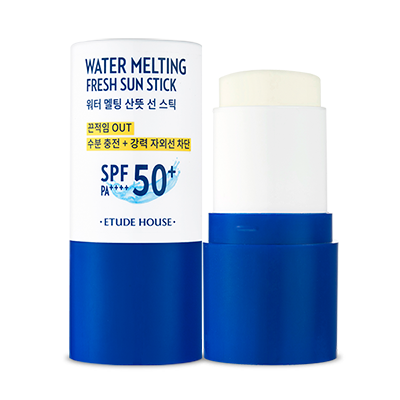 WATER MELTING
FRESH SUN STICK
워터 멜팅 산뜻 선 스틱
끈적임 OUT
수분 충전 + 강력 자외선 차단
SPF 50+
PA++++
·ETUDE HOUSE·